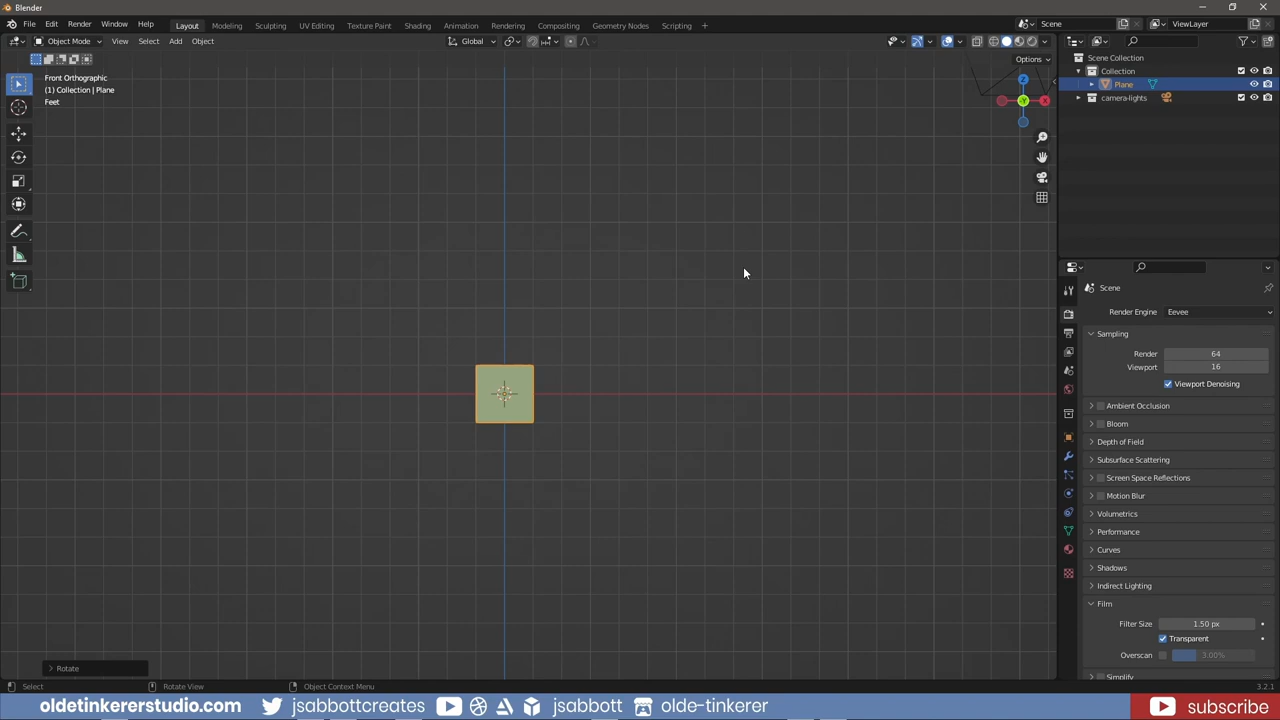 Blender
File Edit Render Window Help Layout Modeling Sculpting UV Editing Texture Paint Shading Animation Rendering Compositing Geometry Nodes Scripting + Scene ViewLayer
Object Mode View Select Add Object Global
Options
Front Orthographic
(1) Collection | Plane
Feet
Z
X
-Y
Scene Collection
Collection
Plane
camera-lights
Scene
Render Engine Eevee
Sampling
Render 64
Viewport 16
Viewport Denoising
Ambient Occlusion
Bloom
Depth of Field
Subsurface Scattering
Screen Space Reflections
Motion Blur
Volumetrics
Performance
Curves
Shadows
Indirect Lighting
Film
Filter Size 1.50 px
Transparent
Overscan 3.00%
Simplify
Rotate
Select Rotate View Object Context Menu 3.2.1
oldetinkererstudio.com jsabbottcreates jsabbott olde-tinkerer subscribe